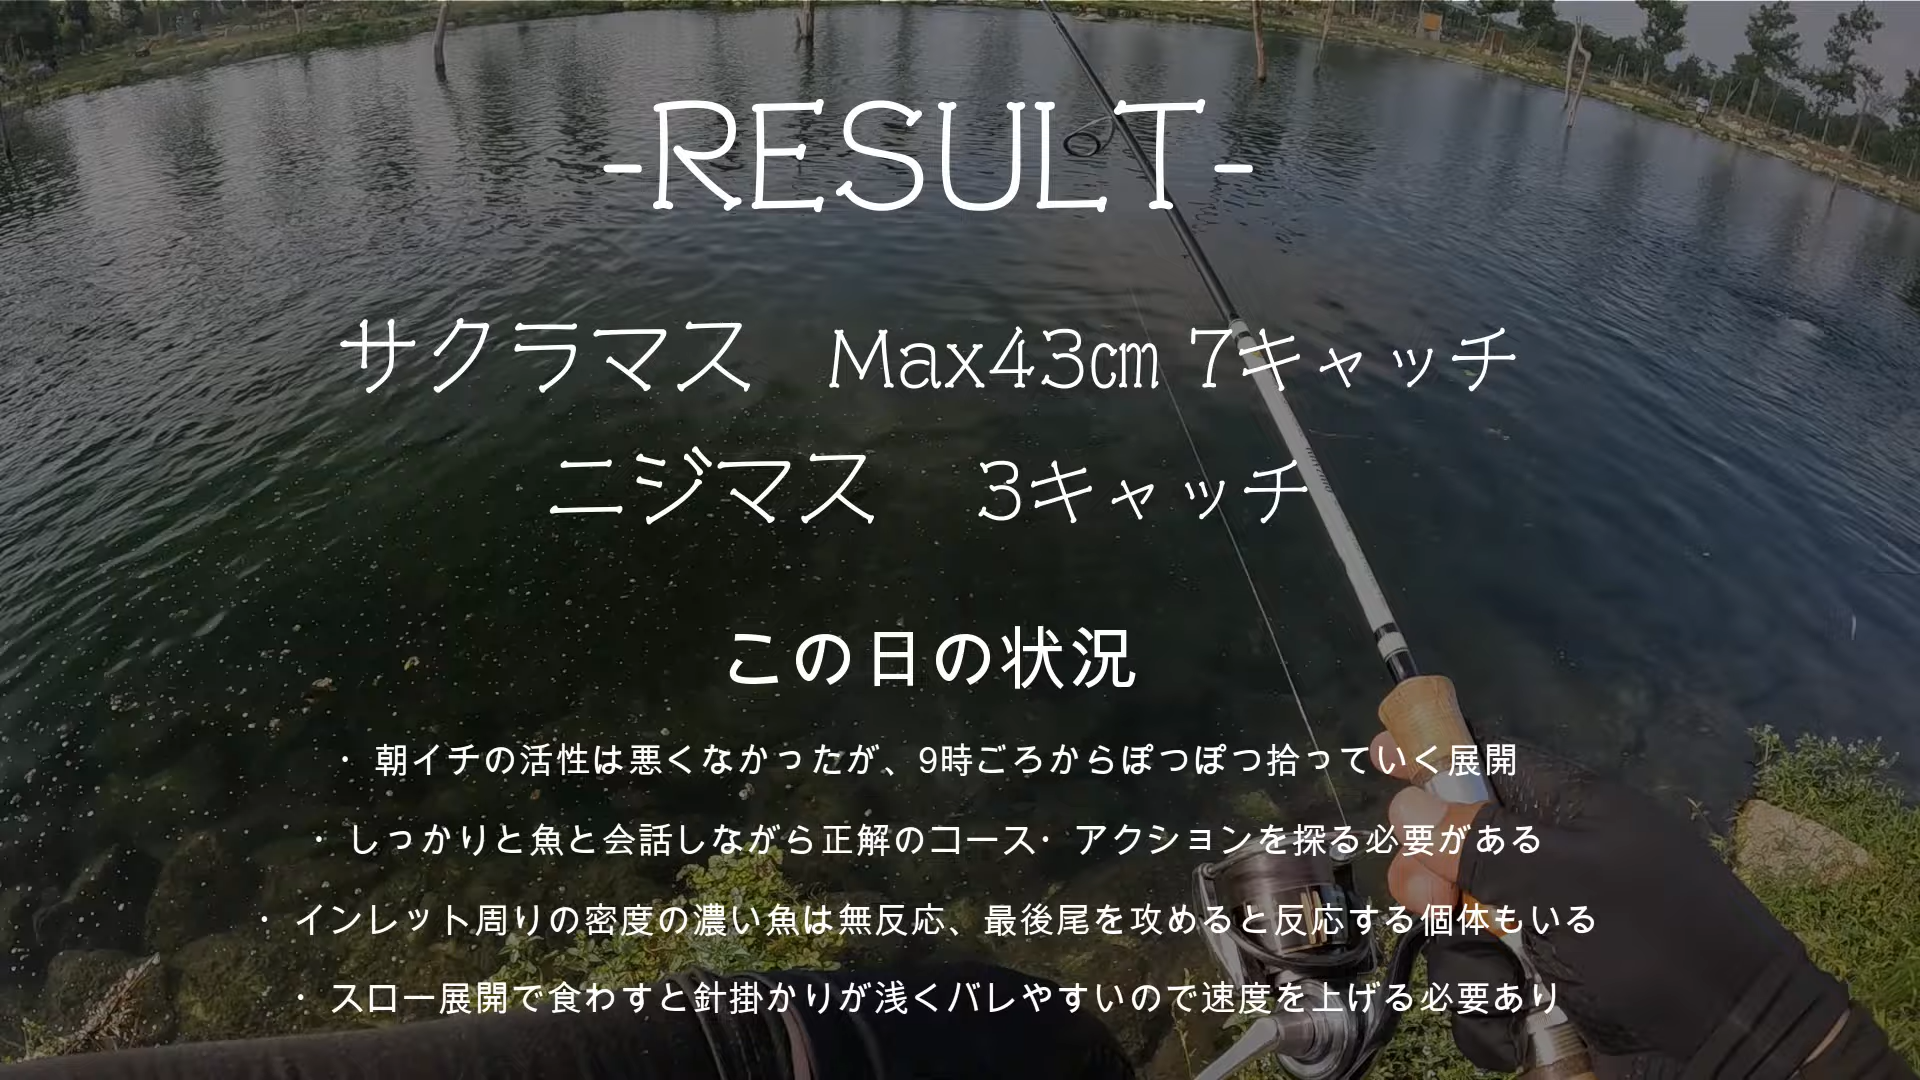 -RESULT-
サクラマス　Max43㎝ 7キャッチ
ニジマス　3キャッチ
この日の状況
・朝イチの活性は悪くなかったが、9時ごろからぽつぽつ拾っていく展開
・しっかりと魚と会話しながら正解のコース・アクションを探る必要がある
・インレット周りの密度の濃い魚は無反応、最後尾を攻めると反応する個体もいる
・スロー展開で食わすと針掛かりが浅くバレやすいので速度を上げる必要あり